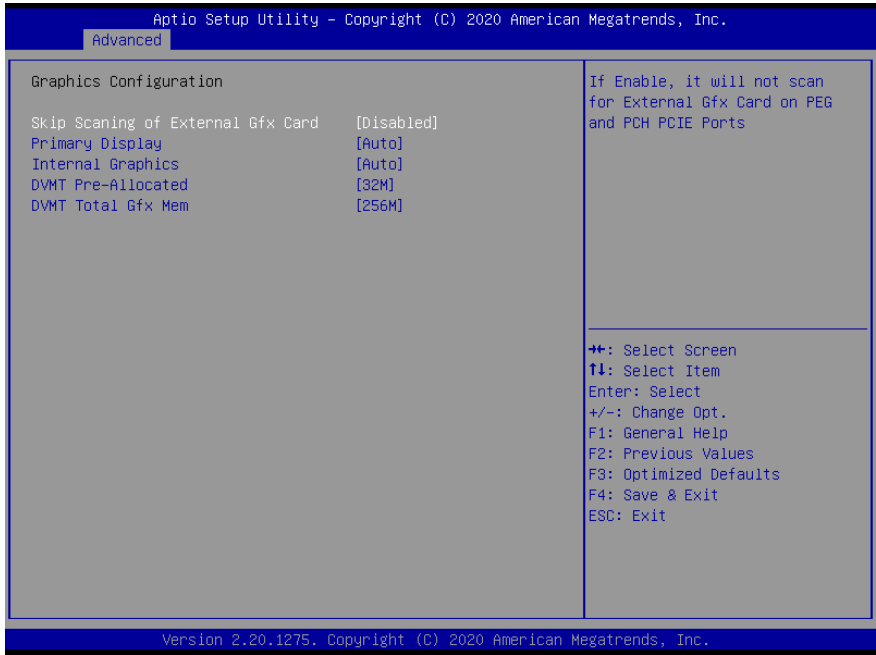 Aptio Setup Utility – Copyright (C) 2020 American Megatrends, Inc.
Advanced
Graphics Configuration
Skip Scaning of External Gfx Card [Disabled]
Primary Display [Auto]
Internal Graphics [Auto]
DVMT Pre-Allocated [32M]
DVMT Total Gfx Mem [256M]
If Enable, it will not scan
for External Gfx Card on PEG
and PCH PCIE Ports
→←: Select Screen
↑↓: Select Item
Enter: Select
+/-: Change Opt.
F1: General Help
F2: Previous Values
F3: Optimized Defaults
F4: Save & Exit
ESC: Exit
Version 2.20.1275. Copyright (C) 2020 American Megatrends, Inc.